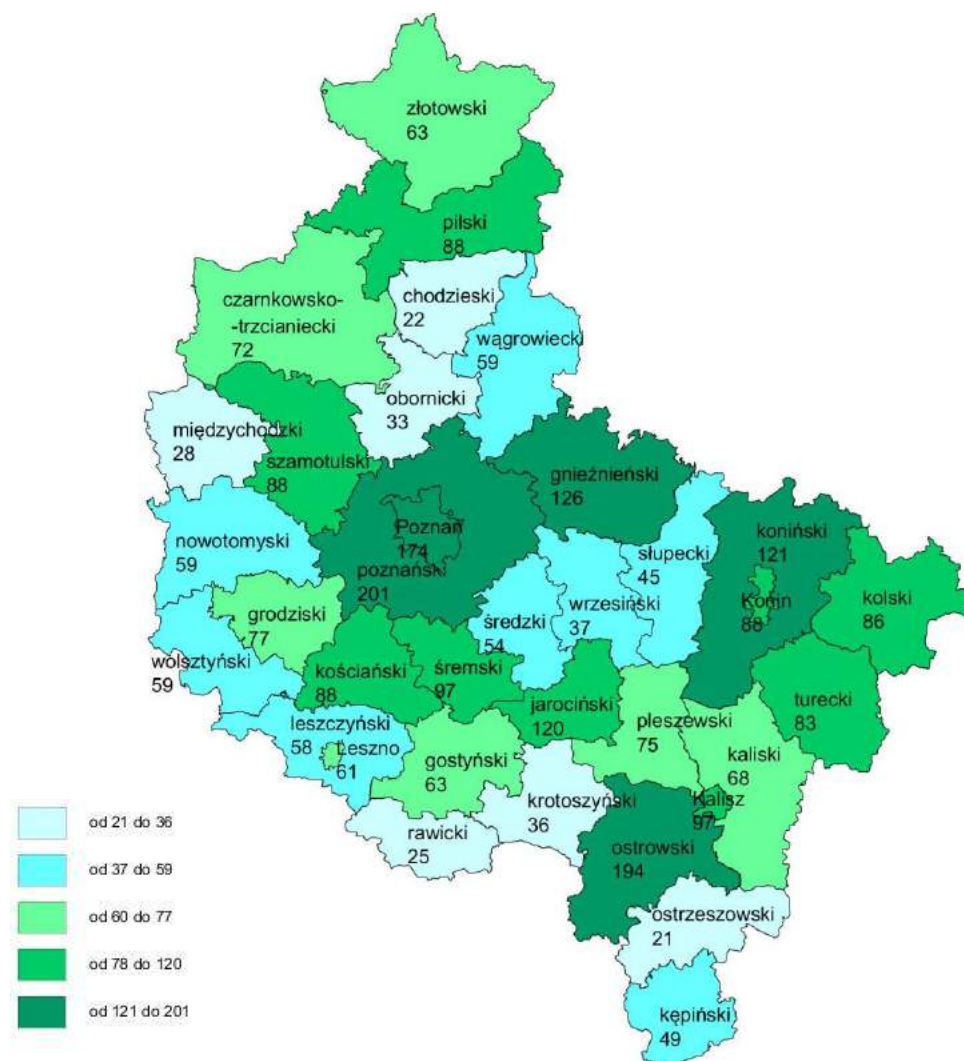 złotowski
63
pilski
88
chodzieski
22
czarnkowsko-
-trzcianiecki
72
wągrowiecki
59
obornicki
33
międzychodzki
28
szamotulski
88
gnieźnieński
126
Poznań
174
poznański
201
nowotomyski
59
słupecki
45
koniński
121
Konin
88
kolski
86
grodziski
77
średzki
54
wrzesiński
37
wolsztyński
59
kościański
88
śremski
97
jarociński
120
turecki
83
leszczyński
58
Leszno
61
gostyński
63
pleszewski
75
kaliski
68
Kalisz
97
krotoszyński
36
rawicki
25
ostrowski
194
ostrzeszowski
21
kępiński
49
od 21 do 36
od 37 do 59
od 60 do 77
od 78 do 120
od 121 do 201